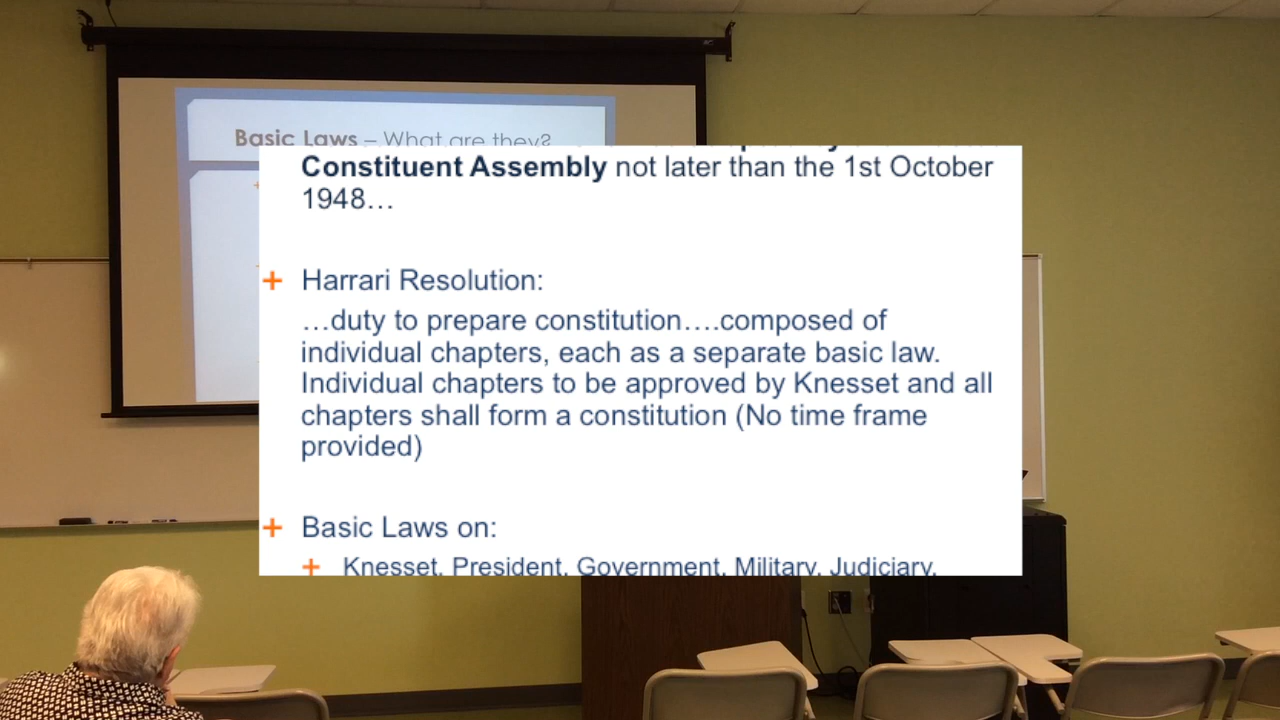 Basic Laws – What are they?
Constituent Assembly not later than the 1st October
1948…
+ Harrari Resolution:
…duty to prepare constitution….composed of
individual chapters, each as a separate basic law.
Individual chapters to be approved by Knesset and all
chapters shall form a constitution (No time frame
provided)
+ Basic Laws on:
+ Knesset, President, Government, Military, Judiciary,